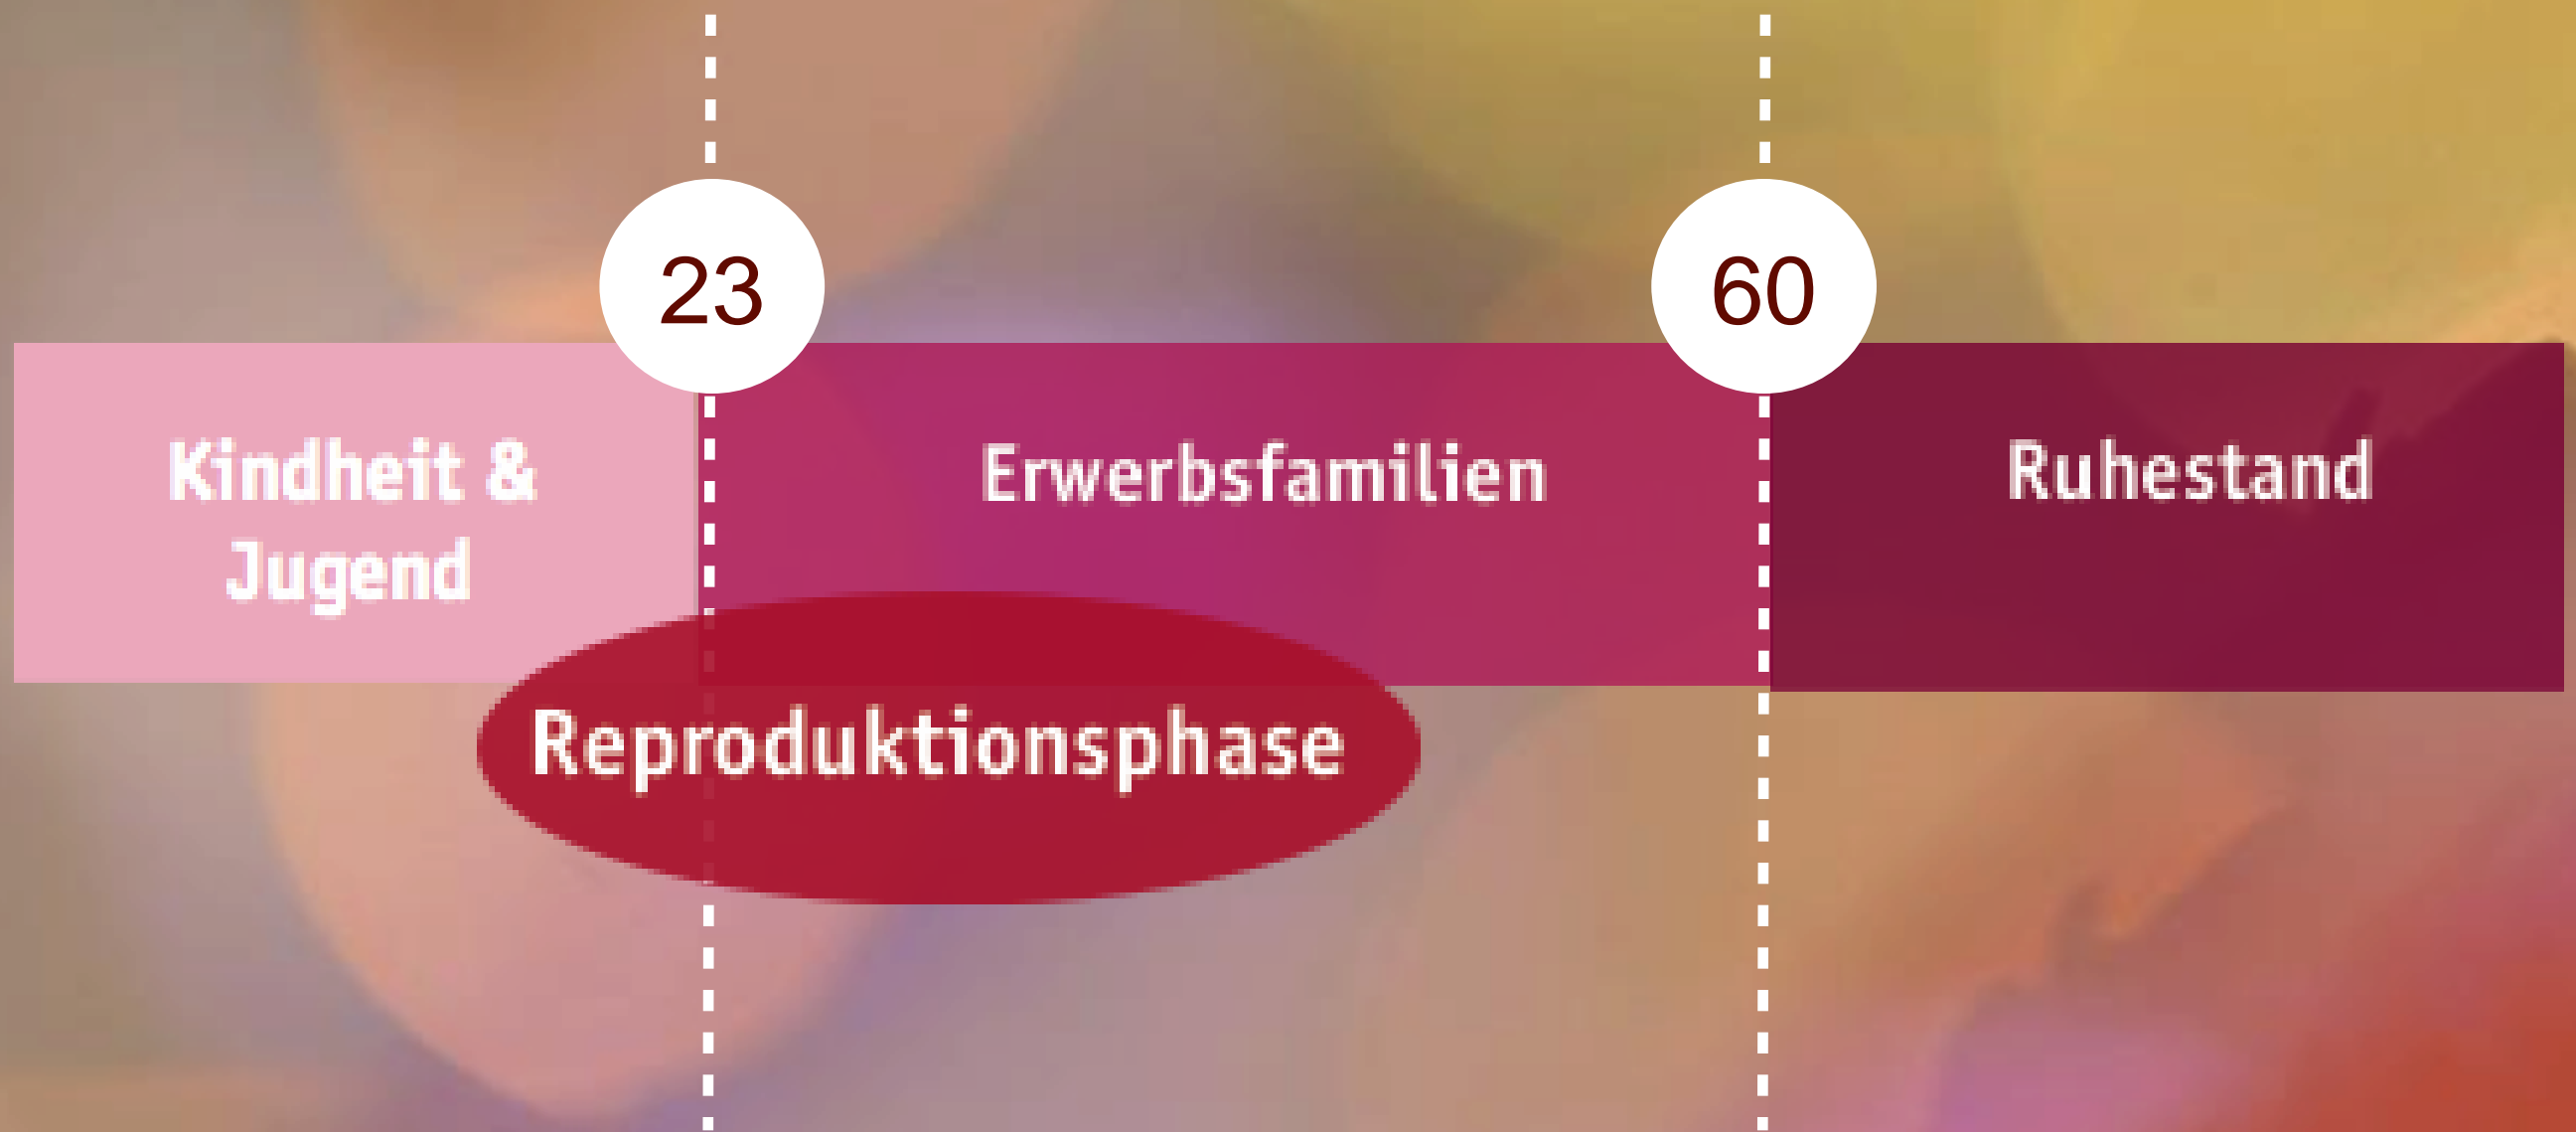 23
60
Kindheit &
Jugend
Erwerbsfamilien
Ruhestand
Reproduktionsphase